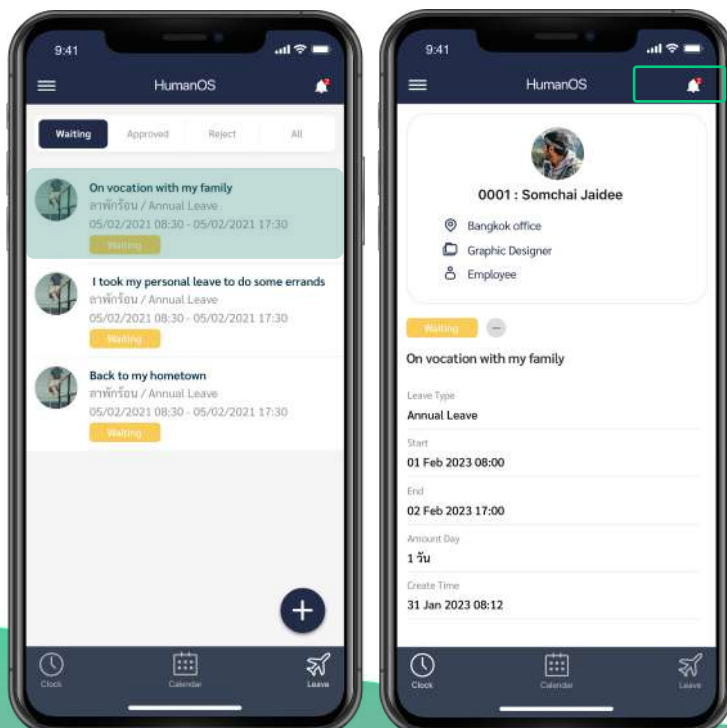 9:41
HumanOS
Waiting Approved Reject All
On vocation with my family
ลาพักร้อน / Annual Leave
05/02/2021 08:30 - 05/02/2021 17:30
Waiting
I took my personal leave to do some errands
ลาพักร้อน / Annual Leave
05/02/2021 08:30 - 05/02/2021 17:30
Waiting
Back to my hometown
ลาพักร้อน / Annual Leave
05/02/2021 08:30 - 05/02/2021 17:30
Waiting
+
Clock Calendar Leave
9:41
HumanOS
0001 : Somchai Jaidee
Bangkok office
Graphic Designer
Employee
Waiting
On vocation with my family
Leave Type
Annual Leave
Start
01 Feb 2023 08:00
End
02 Feb 2023 17:00
Amount Day
1 วัน
Create Time
31 Jan 2023 08:12
Clock Calendar Leave